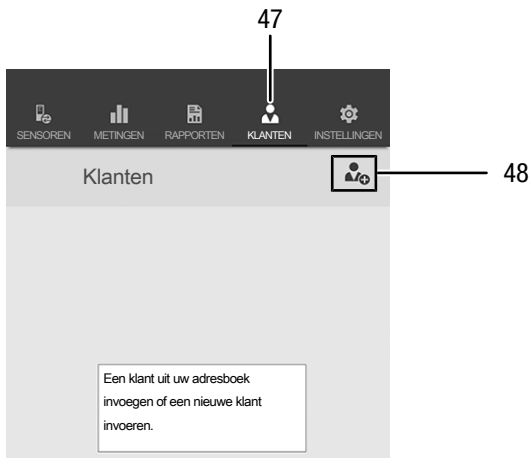 47
SENSOREN METINGEN RAPPORTEN KLANTEN INSTELLINGEN
Klanten
48
Een klant uit uw adresboek
invoegen of een nieuwe klant
invoeren.